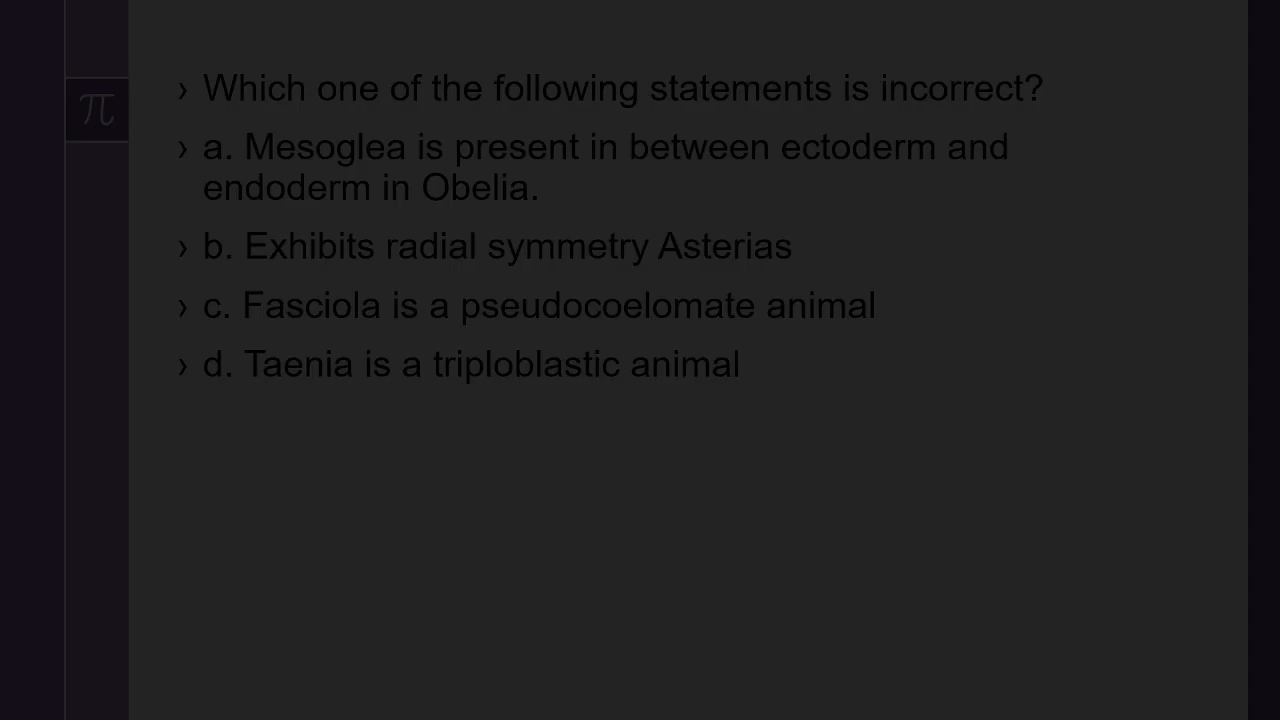 π
› Which one of the following statements is incorrect?
› a. Mesoglea is present in between ectoderm and
endoderm in Obelia.
› b. Exhibits radial symmetry Asterias
› c. Fasciola is a pseudocoelomate animal
› d. Taenia is a triploblastic animal